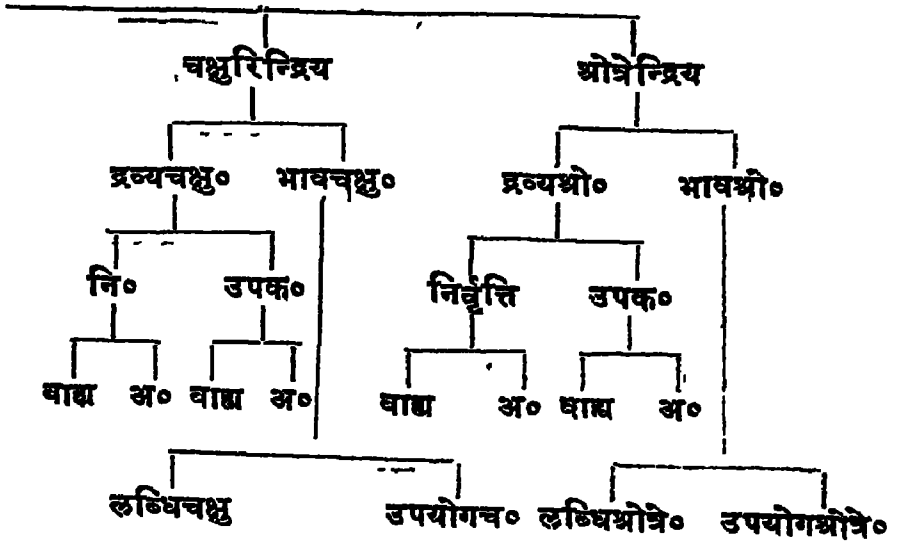 चक्षुरिन्द्रिय श्रोत्रेन्द्रिय
द्रव्यचक्षु० भावचक्षु० द्रव्यश्रो० भावश्रो०
नि० उपक० निर्वृत्ति उपक०
वाह्य अ० वाह्य अ० वाह्य अ० वाह्य अ०
लब्धिचक्षु उपयोगच० लब्धिश्रोत्रे० उपयोगश्रोत्रे०